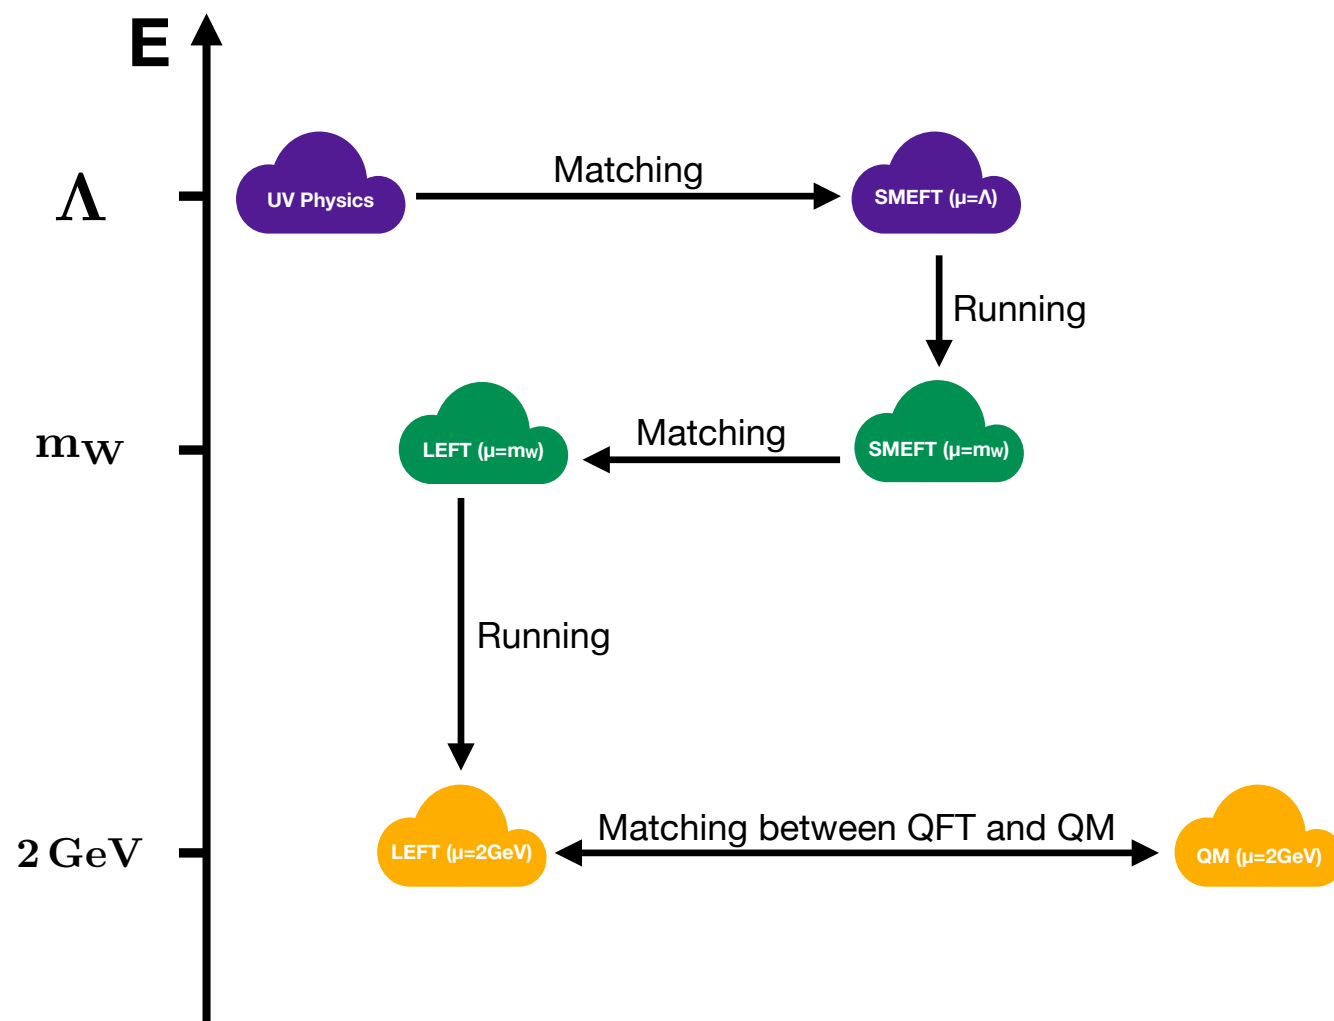 E
Matching
Λ
UV Physics
SMEFT (μ=Λ)
Running
mW
LEFT (μ=mW)
Matching
SMEFT (μ=mW)
Running
2 GeV
LEFT (μ=2GeV)
Matching between QFT and QM
QM (μ=2GeV)